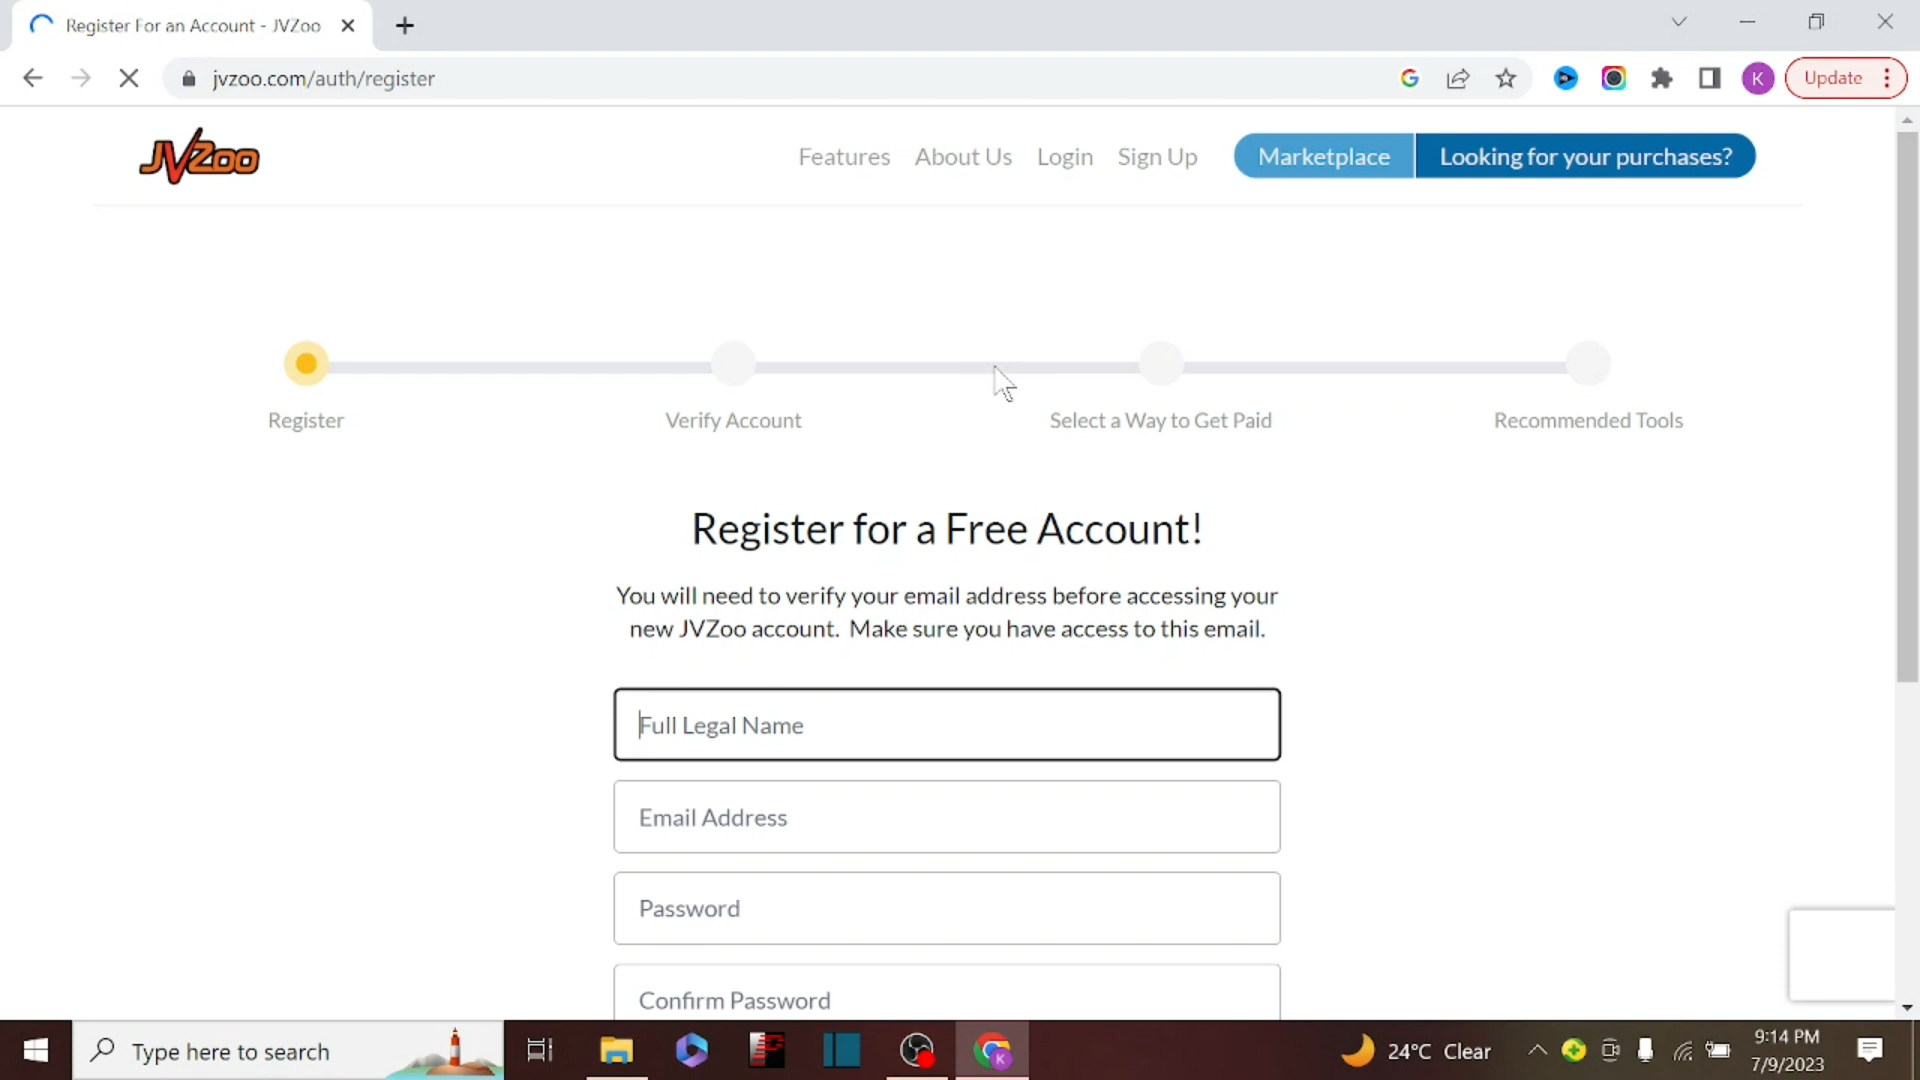 Register For an Account - JVZoo
jvzoo.com/auth/register
K
Update
JVZoo
Features About Us Login Sign Up Marketplace Looking for your purchases?
Register Verify Account Select a Way to Get Paid Recommended Tools
Register for a Free Account!
You will need to verify your email address before accessing your
new JVZoo account. Make sure you have access to this email.
Full Legal Name
Email Address
Password
Confirm Password
Type here to search
K
24°C Clear
9:14 PM
7/9/2023